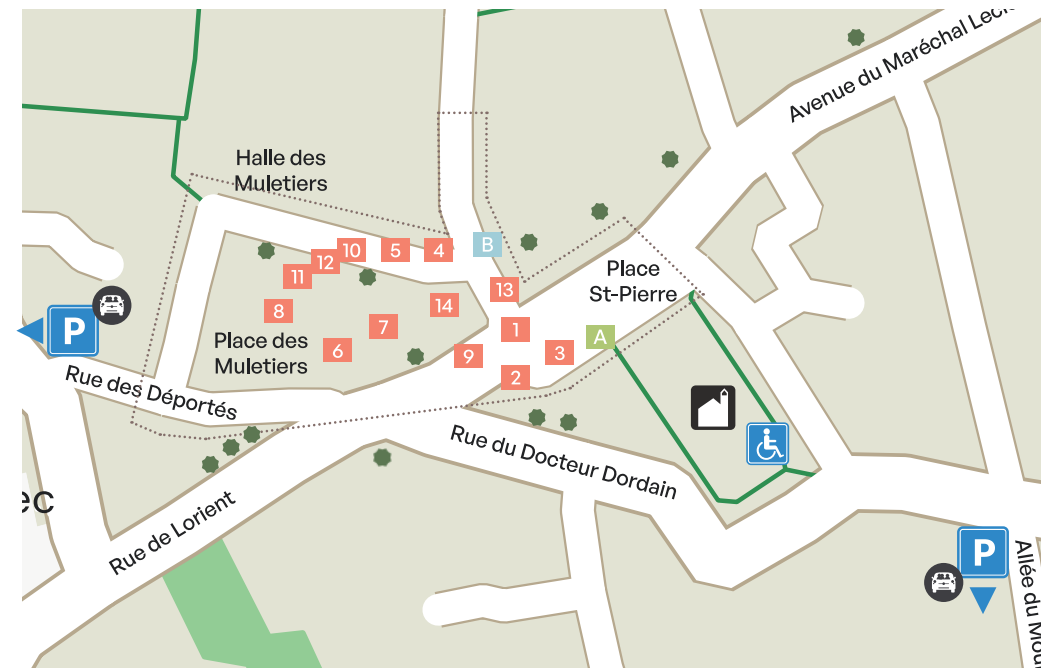 Avenue du Maréchal Lecl
Halle des
Muletiers
B
10
5
4
12
11
13
Place
St-Pierre
8
14
7
1
A
P
Place des
Muletiers
6
9
3
2
Rue des Déportés
Rue du Docteur Dordain
ec
Rue de Lorient
P
Allée du Mou